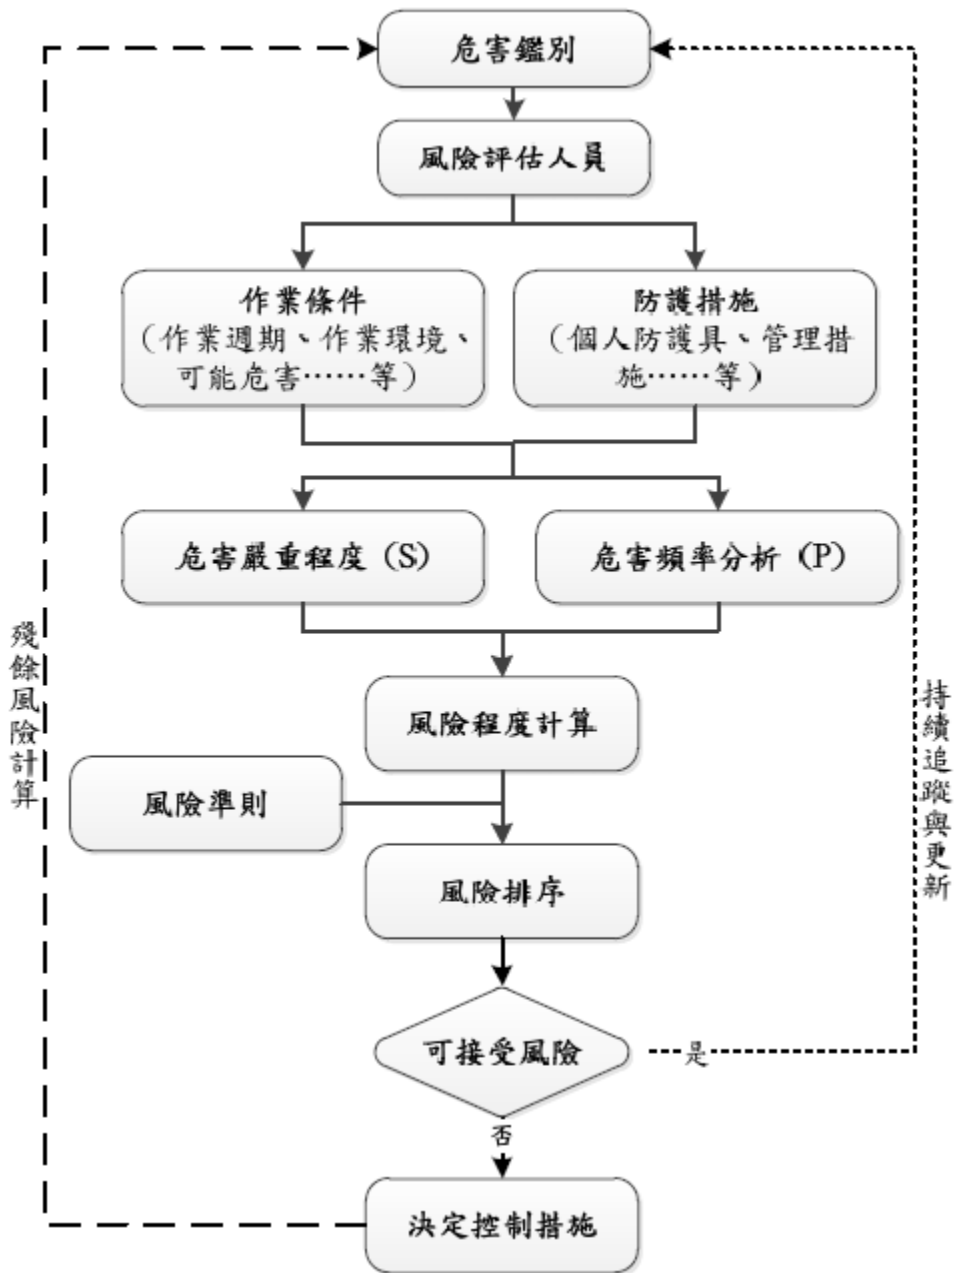 危害鑑別
風險評估人員
作業條件
（作業週期、作業環境、
可能危害……等）
防護措施
（個人防護具、管理措
施……等）
危害嚴重程度（S）
危害頻率分析（P）
殘餘風險計算
持續追蹤與更新
風險程度計算
風險準則
風險排序
可接受風險
是
否
決定控制措施